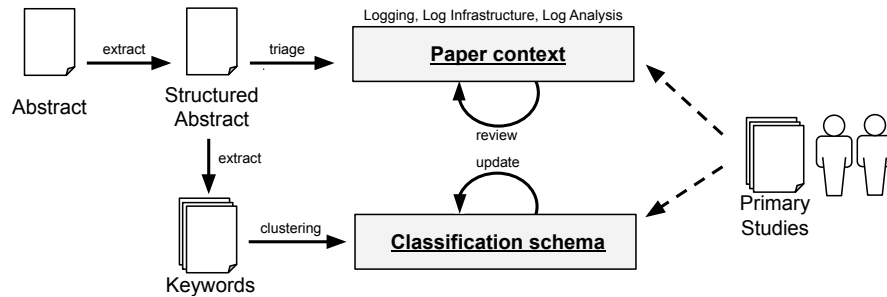 Logging, Log Infrastructure, Log Analysis
extract
triage
Paper context
Abstract
Structured
Abstract
review
extract
update
Primary
Studies
clustering
Classification schema
Keywords